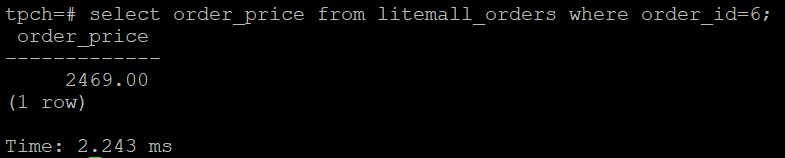 tpch=# select order_price from litemall_orders where order_id=6;
order_price
-------------
2469.00
(1 row)
Time: 2.243 ms